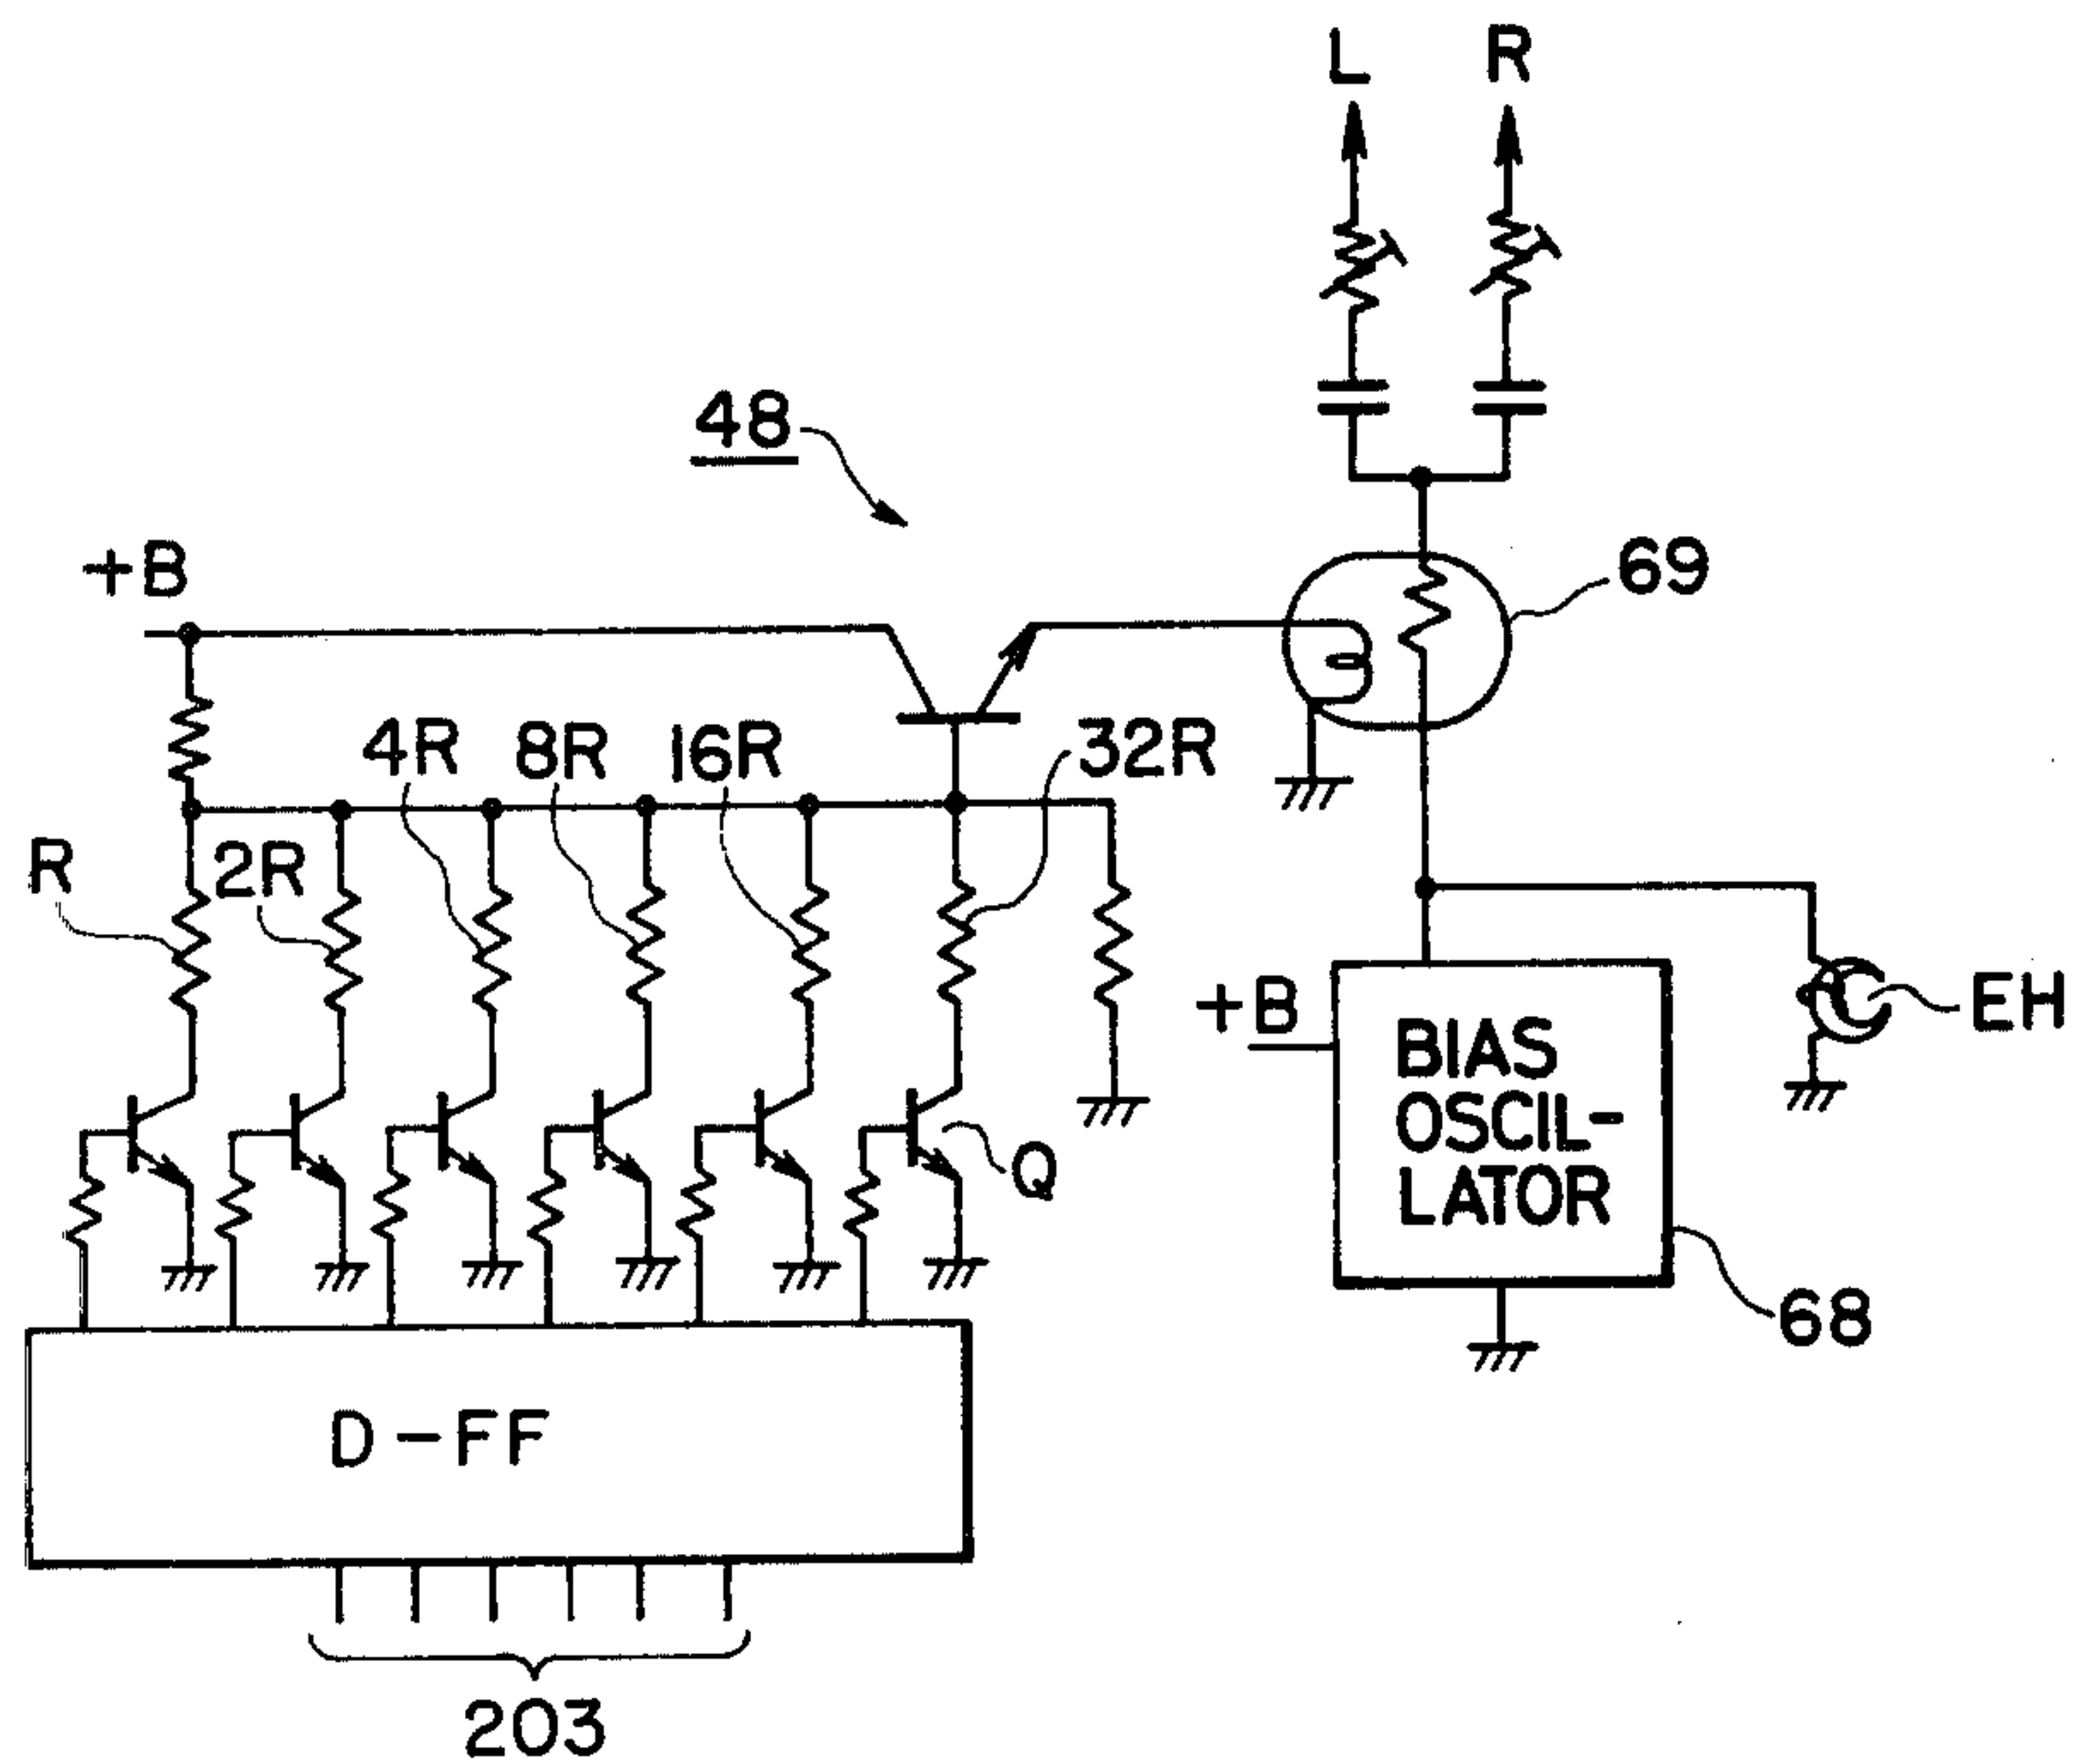 L R
48
69
+B
4R 8R 16R 32R
R 2R
+B
BIAS
OSCIL-
LATOR
EH
Q
68
D-FF
203